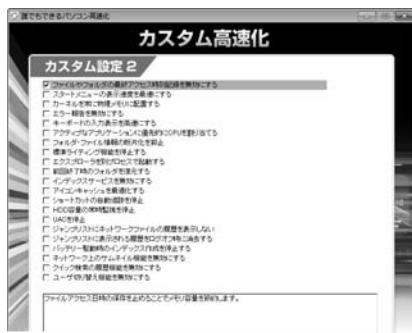 誰でもできるパソコン高速化
カスタム高速化
カスタム設定 2
ファイルやフォルダの最終アクセス時刻記録を無効にする
スタートメニューの表示速度を最速にする
カーネルを常に物理メモリに配置する
エラー報告を無効にする
キーボードの入力表示を高速にする
アクティブなアプリケーションに優先的にCPUを割り当てる
フォルダ・ファイル情報の断片化を抑止
標準ライティング機能を停止する
エクスプローラを別プロセスで起動する
前回終了時のフォルダを復元する
インデックスサービスを無効にする
アイコンキャッシュを最適化する
ショートカットの自動追跡を停止
HDD容量の常時監視を停止
UACを停止
ジャンプリストにネットワークファイルの履歴を表示しない
ジャンプリストに表示される履歴をログオフ時に消去する
バッテリー駆動時のインデックス作成を停止する
ネットワーク上のサムネイル機能を無効にする
クイック検索の履歴機能を無効にする
ユーザ切り替え機能を無効にする
ファイルアクセス日時の保存を止めることでメモリ容量を節約します。